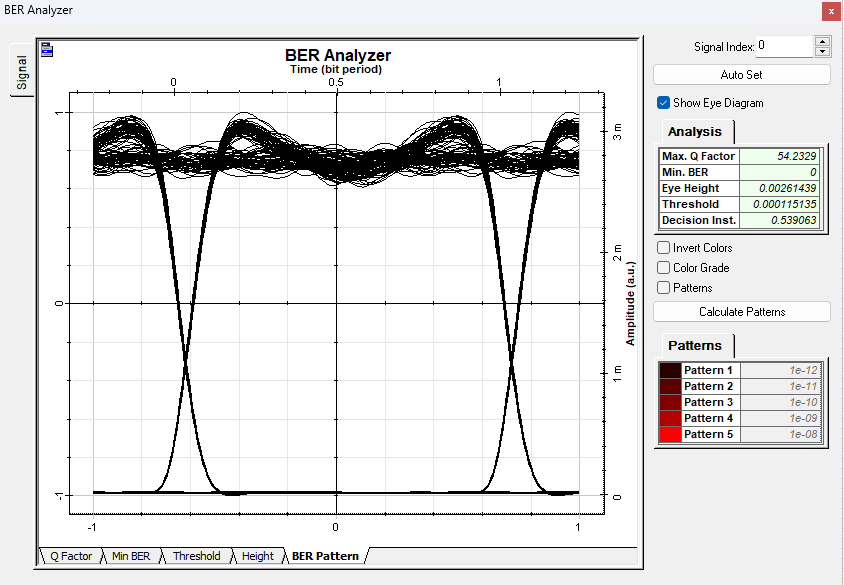 BER Analyzer
x
Signal
BER Analyzer
Time (bit period)
0 0.5 1
1
0
-1
3 m
2 m
1 m
0
Amplitude (a.u.)
-1 0 1
Q Factor Min BER Threshold Height BER Pattern
Signal Index: 0
Auto Set
Show Eye Diagram
Analysis
Max. Q Factor 54.2329
Min. BER 0
Eye Height 0.00261439
Threshold 0.000115135
Decision Inst. 0.539063
Invert Colors
Color Grade
Patterns
Calculate Patterns
Patterns
Pattern 1 1e-12
Pattern 2 1e-11
Pattern 3 1e-10
Pattern 4 1e-09
Pattern 5 1e-08